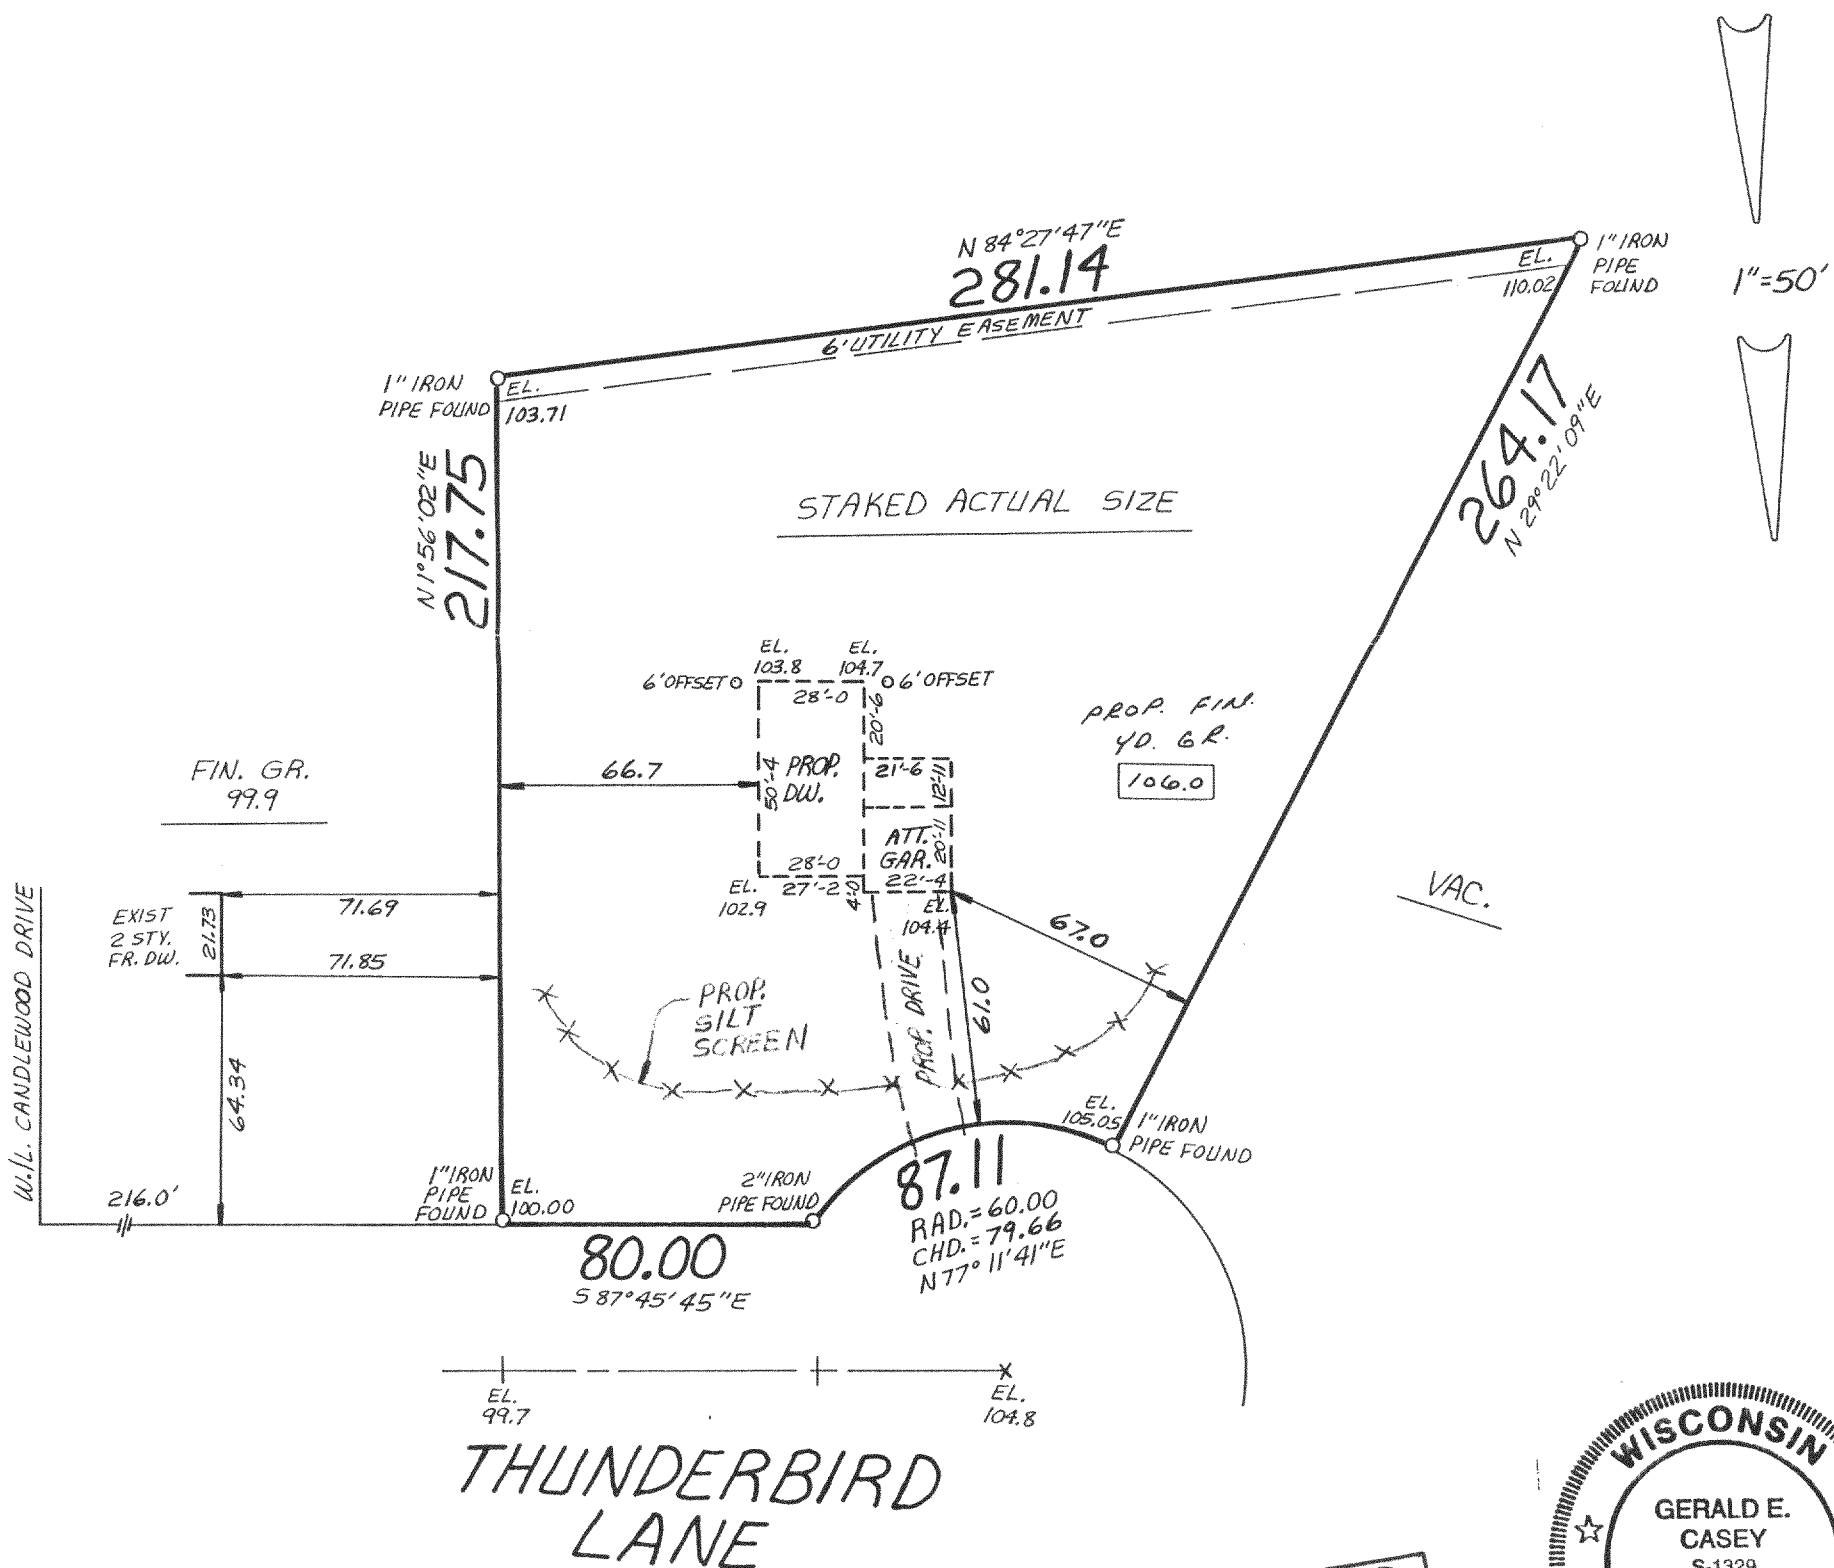 N 84°27'47"E
281.14
6' UTILITY EASEMENT
EL.
110.02
1" IRON
PIPE
FOUND
1"=50'
1" IRON
PIPE FOUND
EL.
103.71
N 1°56'02"E
217.75
264.17
N 29°22'09"E
STAKED ACTUAL SIZE
EL.
103.8
EL.
104.7
6' OFFSET
6' OFFSET
28'-0
20'-6
PROP. FIN.
YD. GR.
106.0
FIN. GR.
99.9
66.7
50'-4
PROP.
DW.
21'-6
12'-11
ATT.
GAR.
20'-11
28'-0
27'-2
4'-0
22'-4
EL.
102.9
EL.
104.4
VAC.
67.0
W.IL. CANDLEWOOD DRIVE
EXIST
2 STY.
FR. DW.
21.73
71.69
71.85
64.34
216.0'
PROP.
SILT
SCREEN
PROP. DRIVE
61.0
EL.
105.05
1" IRON
PIPE FOUND
1" IRON
PIPE
FOUND
EL.
100.00
2" IRON
PIPE FOUND
87.11
RAD.=60.00
CHD.=79.66
N 77°11'41"E
80.00
S 87°45'45"E
EL.
99.7
EL.
104.8
THUNDERBIRD
LANE
WISCONSIN
GERALD E.
CASEY
S-1329